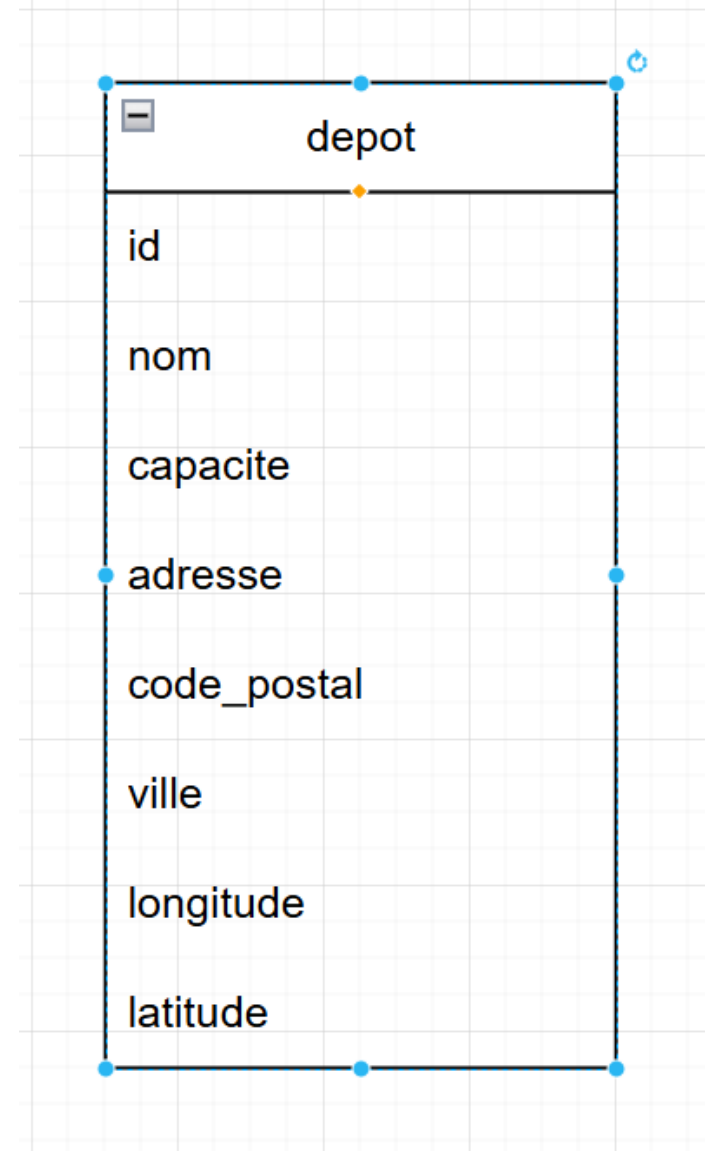 depot
id
nom
capacite
adresse
code_postal
ville
longitude
latitude